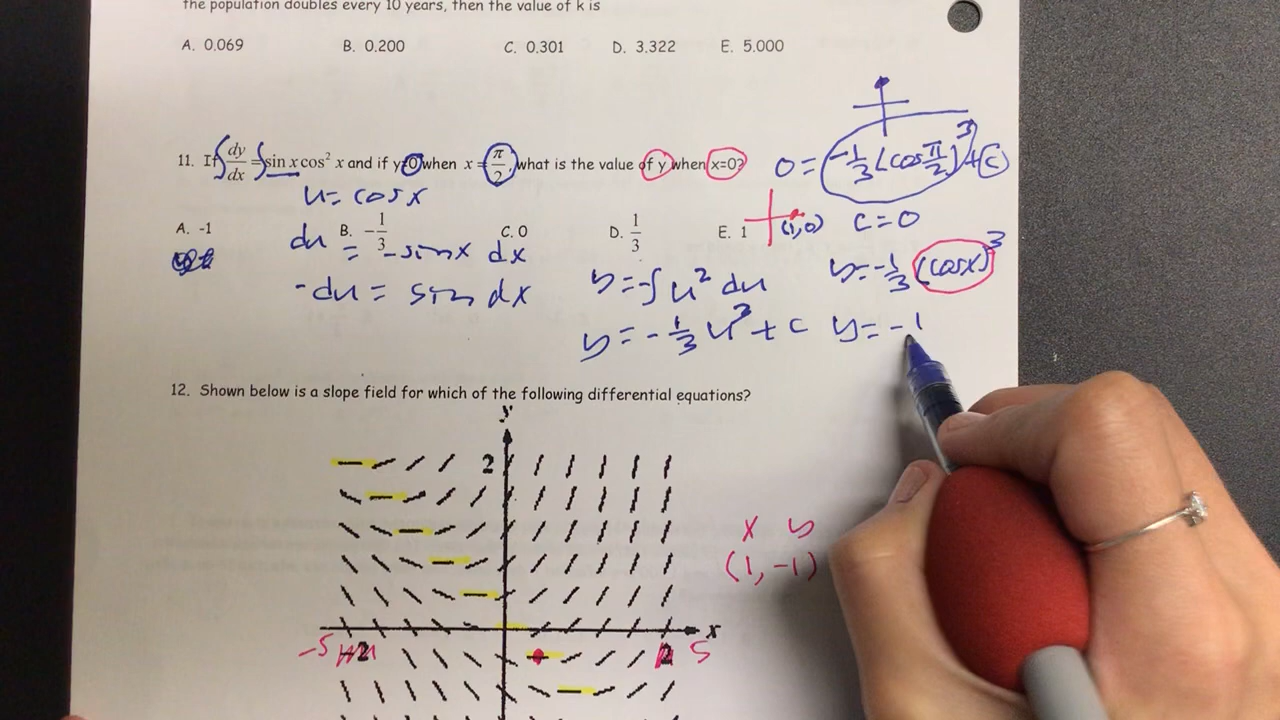 the population doubles every 10 years, then the value of k is
A. 0.069 B. 0.200 C. 0.301 D. 3.322 E. 5.000
11. If dy/dx = sin x cos² x and if y=0 when x = π/2, what is the value of y when x=0?
0 = -1/3 (cos π/2)³ + C
u = cos x
A. -1 B. -1/3 C. 0 D. 1/3 E. 1
(1,0) C = 0
du = -sin x dx
y = -1/3 (cos x)³
-du = sin dx
y = -∫ u² du
y = -1/3 u³ + C
y = -1
12. Shown below is a slope field for which of the following differential equations?
y
2
x y
(1, -1)
x
-5 -2 2 5